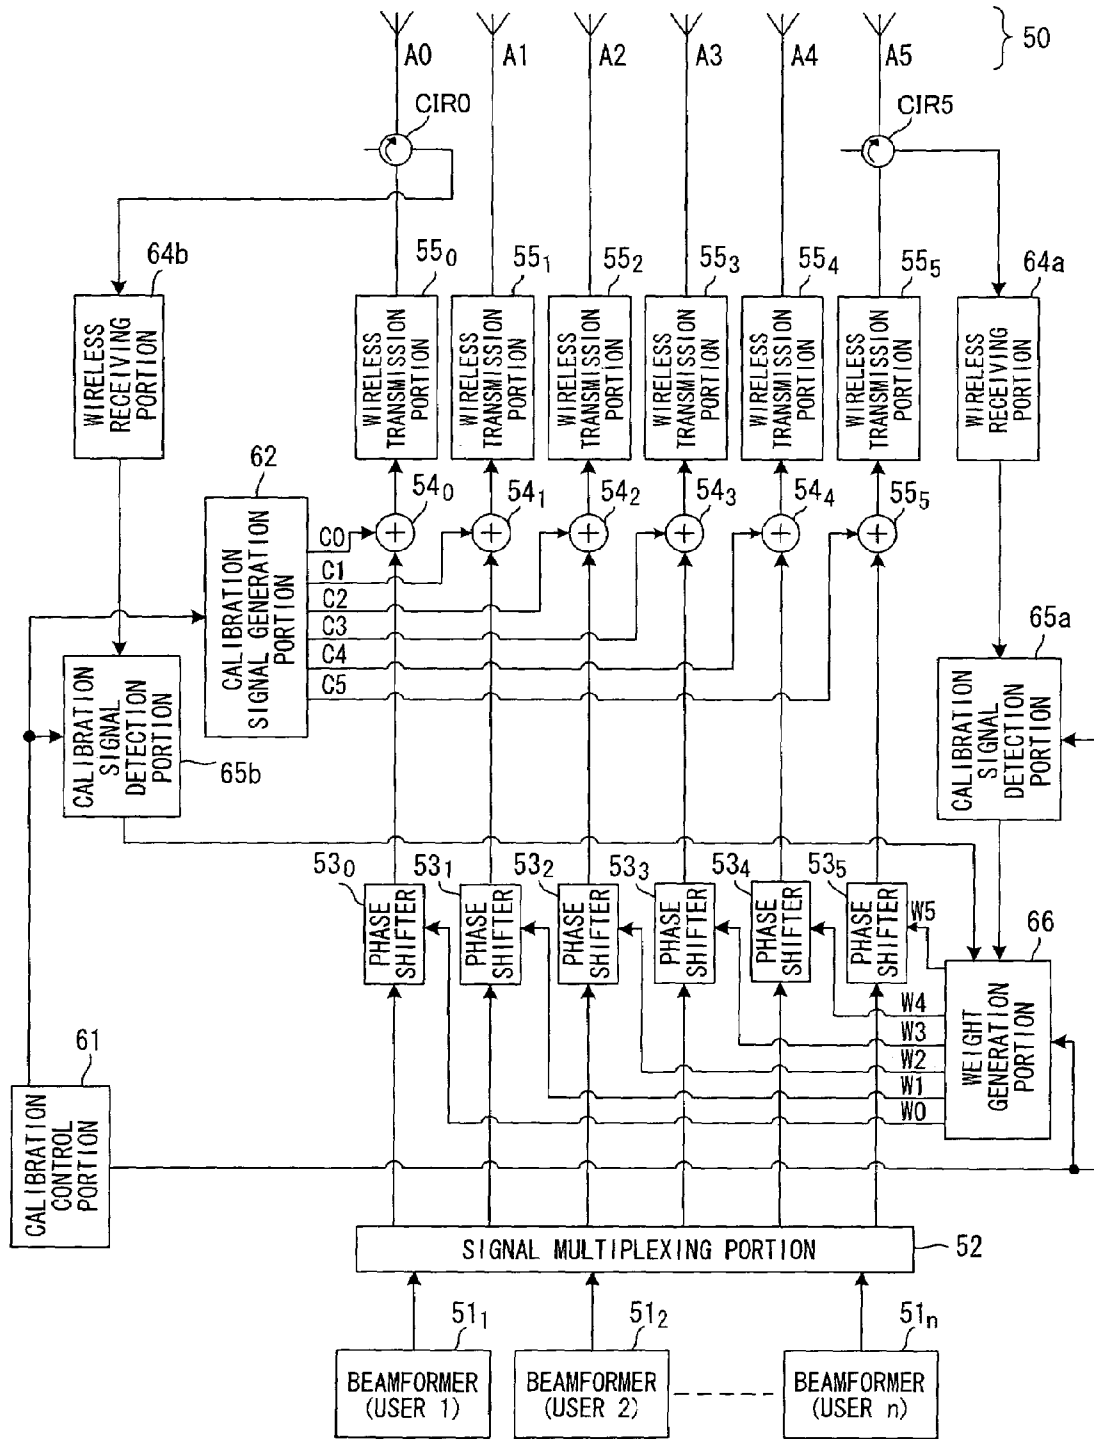 50
A0
A1
A2
A3
A4
A5
CIR0
CIR5
64b
55₀
55₁
55₂
55₃
55₄
55₅
64a
WIRELESS
RECEIVING
PORTION
WIRELESS
TRANSMISSION
PORTION
WIRELESS
TRANSMISSION
PORTION
WIRELESS
TRANSMISSION
PORTION
WIRELESS
TRANSMISSION
PORTION
WIRELESS
TRANSMISSION
PORTION
WIRELESS
TRANSMISSION
PORTION
WIRELESS
RECEIVING
PORTION
62
54₀
54₁
54₂
54₃
54₄
55₅
+
+
+
+
+
+
CALIBRATION
SIGNAL GENERATION
PORTION
C0
C1
C2
C3
C4
C5
65a
CALIBRATION
SIGNAL
DETECTION
PORTION
65b
CALIBRATION
SIGNAL
DETECTION
PORTION
53₀
53₁
53₂
53₃
53₄
53₅
PHASE
SHIFTER
PHASE
SHIFTER
PHASE
SHIFTER
PHASE
SHIFTER
PHASE
SHIFTER
PHASE
SHIFTER
W5
66
W4
W3
W2
W1
W0
WEIGHT
GENERATION
PORTION
61
CALIBRATION
CONTROL
PORTION
SIGNAL MULTIPLEXING PORTION
52
51₁
51₂
51ₙ
BEAMFORMER
(USER 1)
BEAMFORMER
(USER 2)
BEAMFORMER
(USER n)